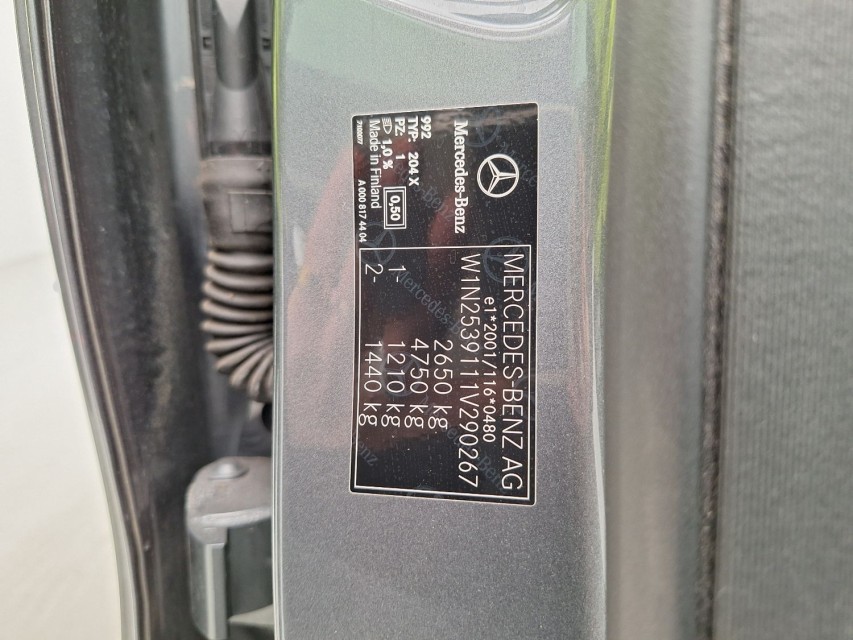 Mercedes-Benz
992
TYP: 204 X
PZ: 1
1,0 %
0,50
Made in Finland
710077
A 000 817 44 04
MERCEDES-BENZ AG
e1*2001/116*0480
W1N2539111V290267
2650 kg
4750 kg
1- 1210 kg
2- 1440 kg